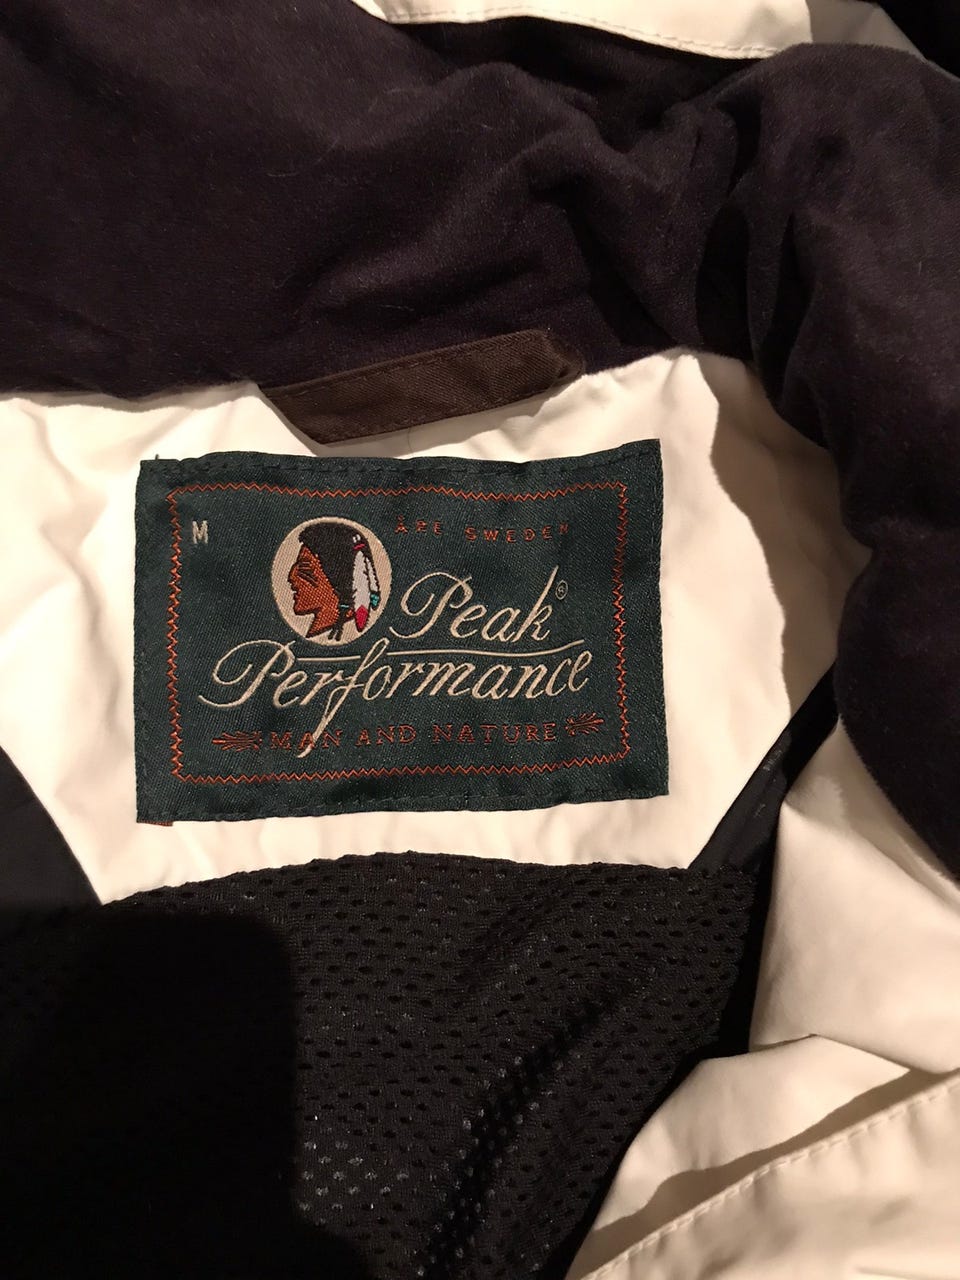 M
ÅRE SWEDEN
Peak®
Performance
MAN AND NATURE